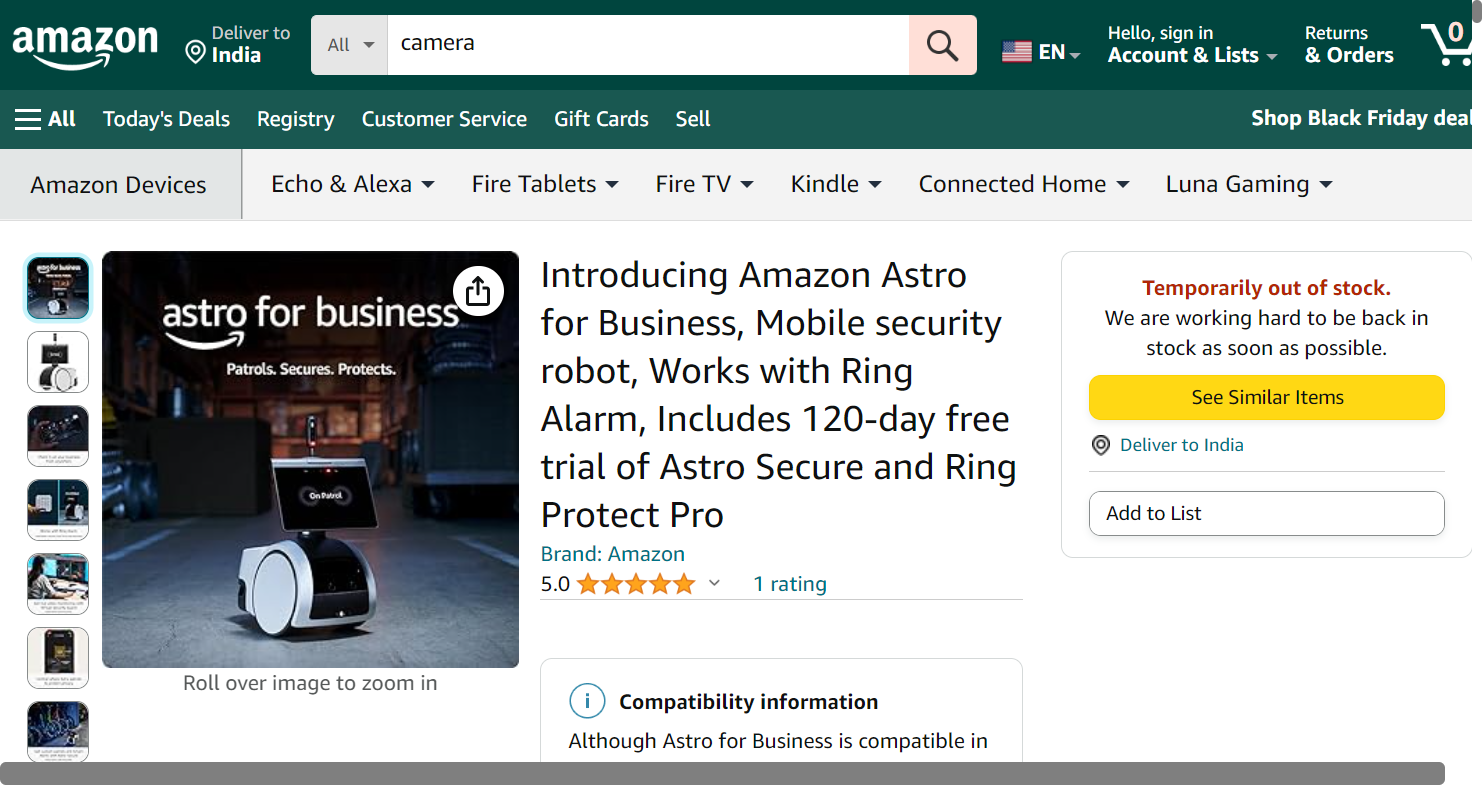 amazon
Deliver to
India
All
camera
EN
Hello, sign in
Account & Lists
Returns
& Orders
0
All
Today's Deals
Registry
Customer Service
Gift Cards
Sell
Shop Black Friday deal
Amazon Devices
Echo & Alexa
Fire Tablets
Fire TV
Kindle
Connected Home
Luna Gaming
astro for business
Patrols. Secures. Protects.
On Patrol
Roll over image to zoom in
Introducing Amazon Astro
for Business, Mobile security
robot, Works with Ring
Alarm, Includes 120-day free
trial of Astro Secure and Ring
Protect Pro
Brand: Amazon
5.0
1 rating
Compatibility information
Although Astro for Business is compatible in
Temporarily out of stock.
We are working hard to be back in
stock as soon as possible.
See Similar Items
Deliver to India
Add to List